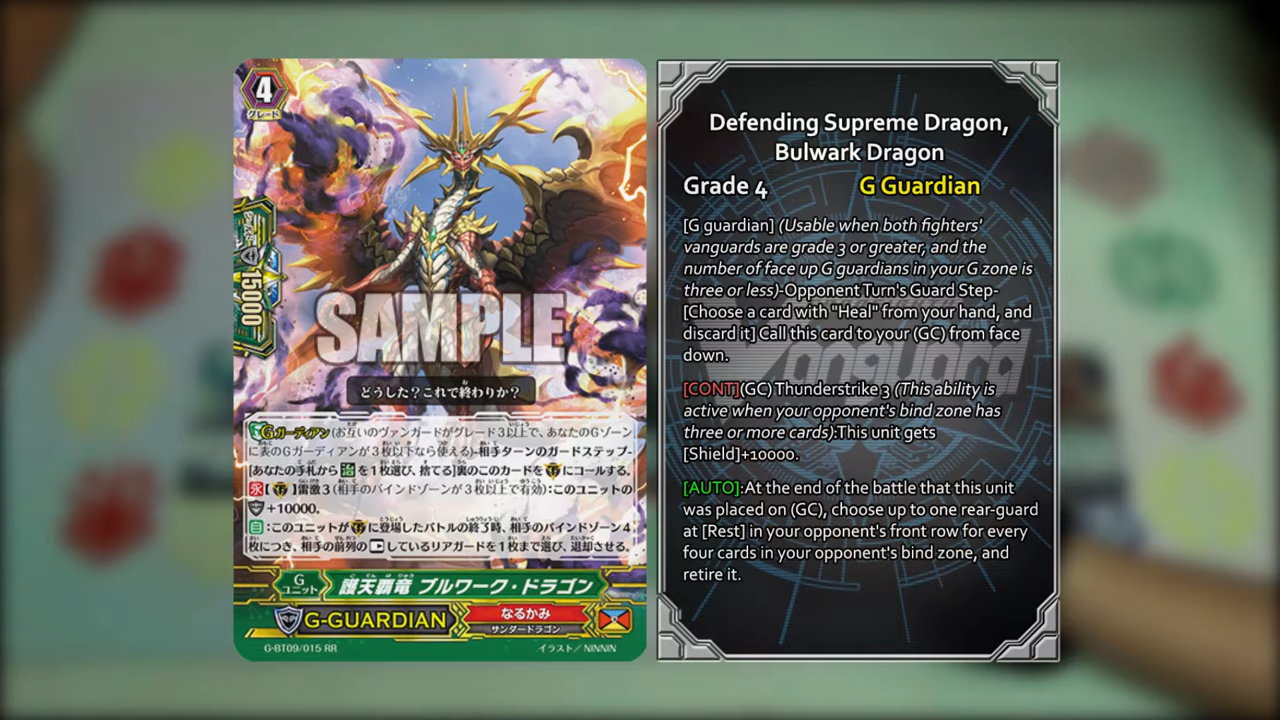 4
グレード
15000
SAMPLE
どうした?これで終わりか?
Gガーディアン(お互いのヴァンガードがグレード3以上で、あなたのGゾーン
に表のGガーディアンが3枚以下なら使える)-相手ターンのガードステップ-
[あなたの手札から治を1枚選び、捨てる]裏のこのカードをにコールする。
永【】雷激3(相手のバインドゾーンが3枚以上で有効):このユニットの
+10000。
:このユニットがに登場したバトルの終了時、相手のバインドゾーン4
枚につき、相手の前列のしているリアガードを1枚まで選び、退却させる。
G
ユニット
護天覇竜 ブルワーク・ドラゴン
G-GUARDIAN
なるかみ
サンダードラゴン
G-BT09/015 RR
イラスト/NINNIN
Defending Supreme Dragon,
Bulwark Dragon
Grade 4 G Guardian
[G guardian] (Usable when both fighters'
vanguards are grade 3 or greater, and the
number of face up G guardians in your G zone is
three or less)-Opponent Turn's Guard Step-
[Choose a card with "Heal" from your hand, and
discard it] Call this card to your (GC) from face
down.
[CONT](GC) Thunderstrike 3 (This ability is
active when your opponent's bind zone has
three or more cards):This unit gets
[Shield]+10000.
[AUTO]:At the end of the battle that this unit
was placed on (GC), choose up to one rear-guard
at [Rest] in your opponent's front row for every
four cards in your opponent's bind zone, and
retire it.
Vanguard